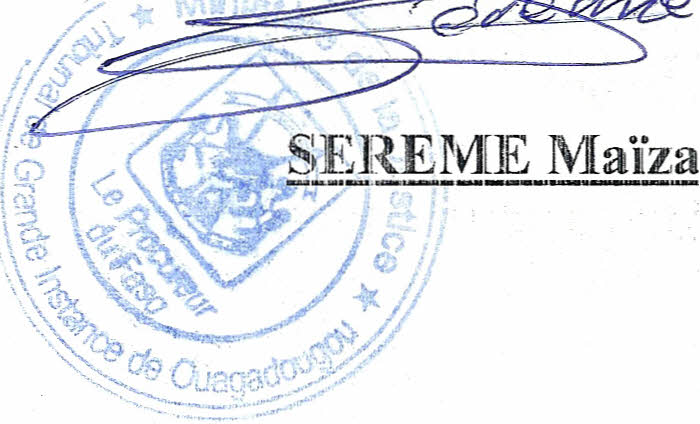 Ministère de la Justice
Tribunal de Grande Instance de Ouagadougou
Le Procureur
du Faso
SEREME Maïza